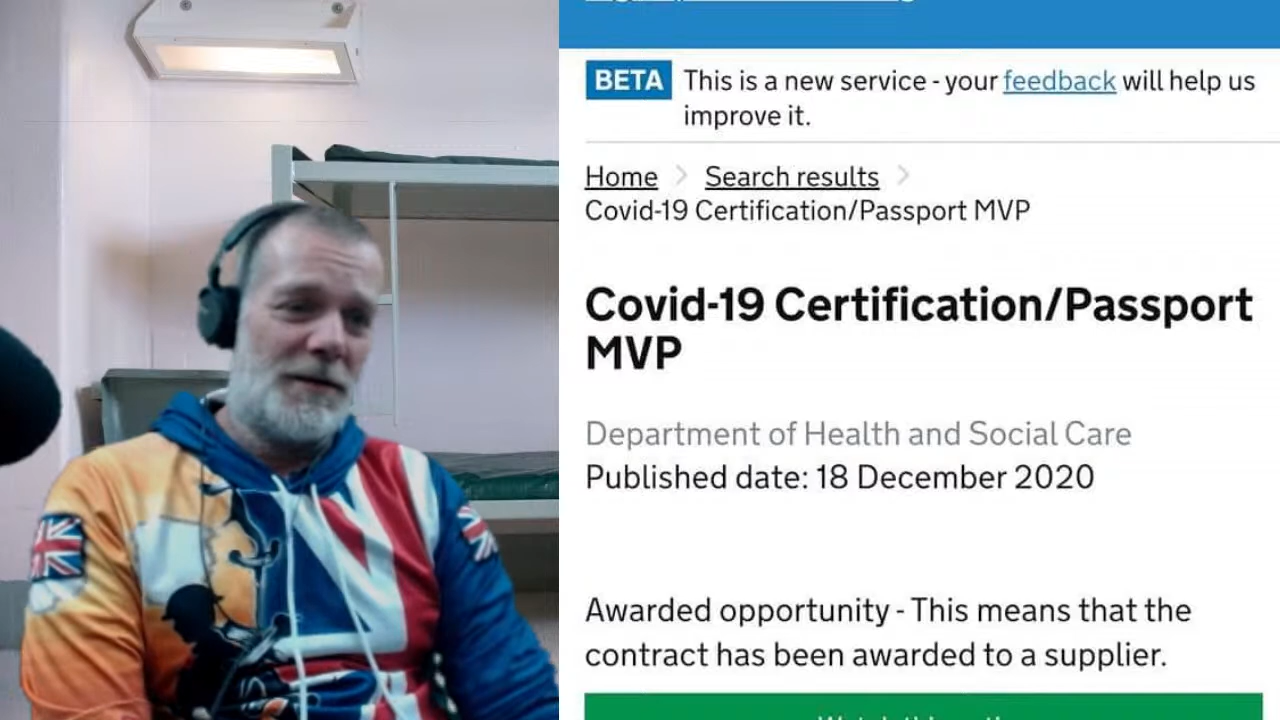 BETA This is a new service - your feedback will help us
improve it.
Home > Search results >
Covid-19 Certification/Passport MVP
Covid-19 Certification/Passport
MVP
Department of Health and Social Care
Published date: 18 December 2020
Awarded opportunity - This means that the
contract has been awarded to a supplier.